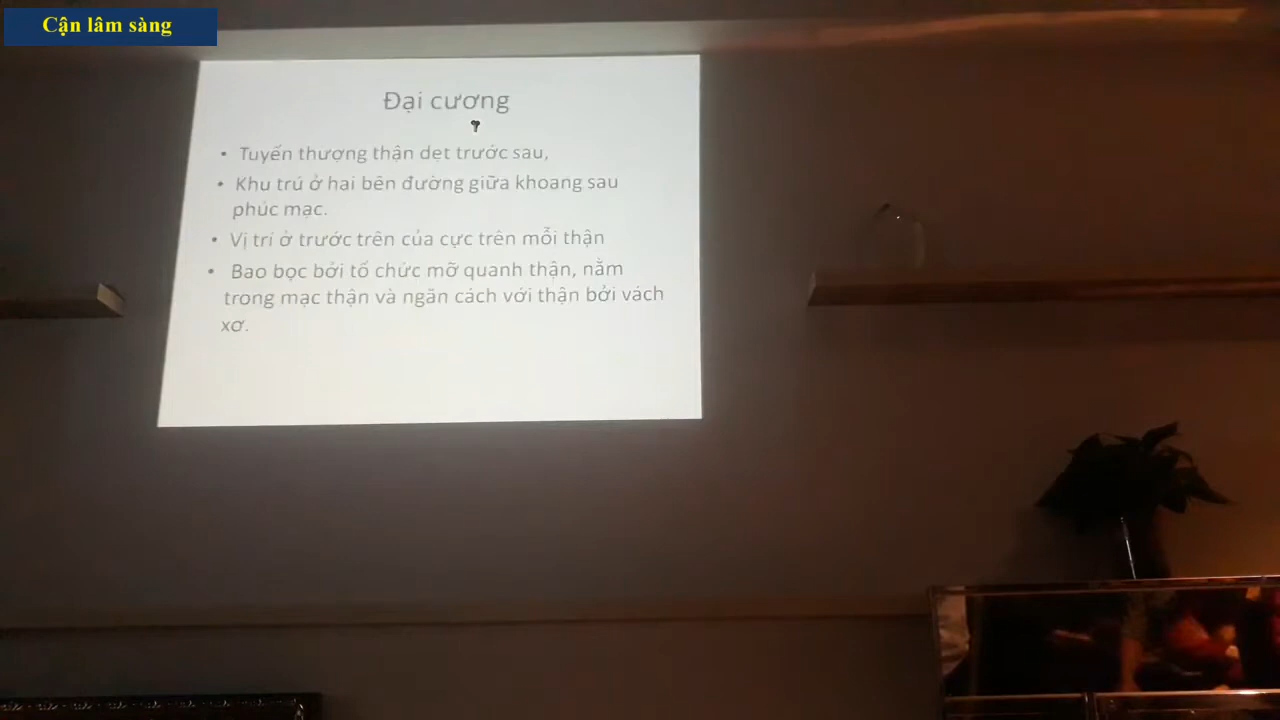 Cận lâm sàng
Đại cương
• Tuyến thượng thận dẹt trước sau,
• Khu trú ở hai bên đường giữa khoang sau
phúc mạc.
• Vị trí ở trước trên của cực trên mỗi thận
• Bao bọc bởi tổ chức mỡ quanh thận, nằm
trong mạc thận và ngăn cách với thận bởi vách
xơ.